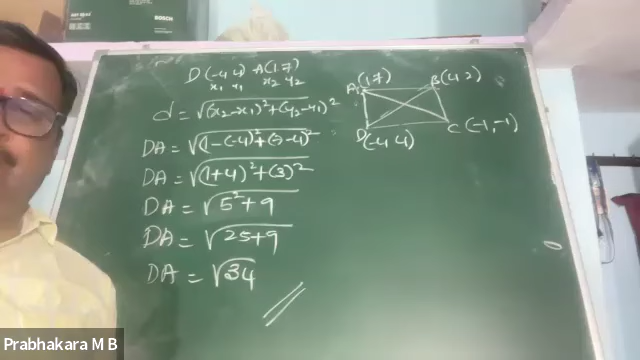 BOSCH
D(-4 4) A(1 7)
x₁ y₁ x₂ y₂
d = √(x₂-x₁)²+(y₂-y₁)²
DA = √(1-(-4)²+(7-4)²
DA = √(1+4)²+(3)²
DA = √5²+9
DA = √25+9
DA = √34
A(1 7) B(4 2)
D(-4 4) C(-1,-1)
Prabhakara M B